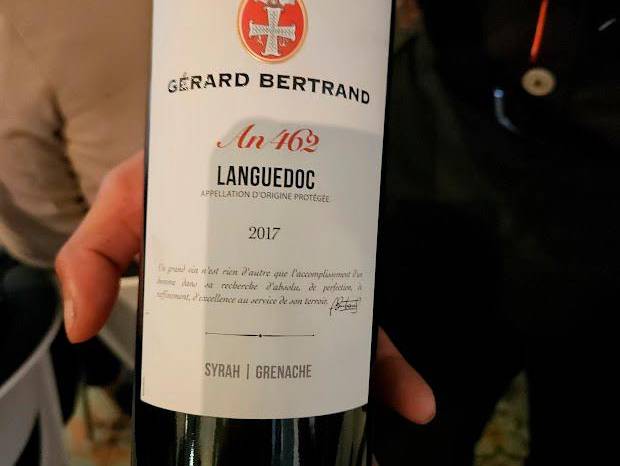 GÉRARD BERTRAND
An 462
LANGUEDOC
APPELLATION D'ORIGINE PROTÉGÉE
2017
Un grand vin n'est rien d'autre que l'accomplissement d'un
homme dans sa recherche d'absolu, de perfection, de
raffinement, d'excellence au service de son terroir.
SYRAH | GRENACHE